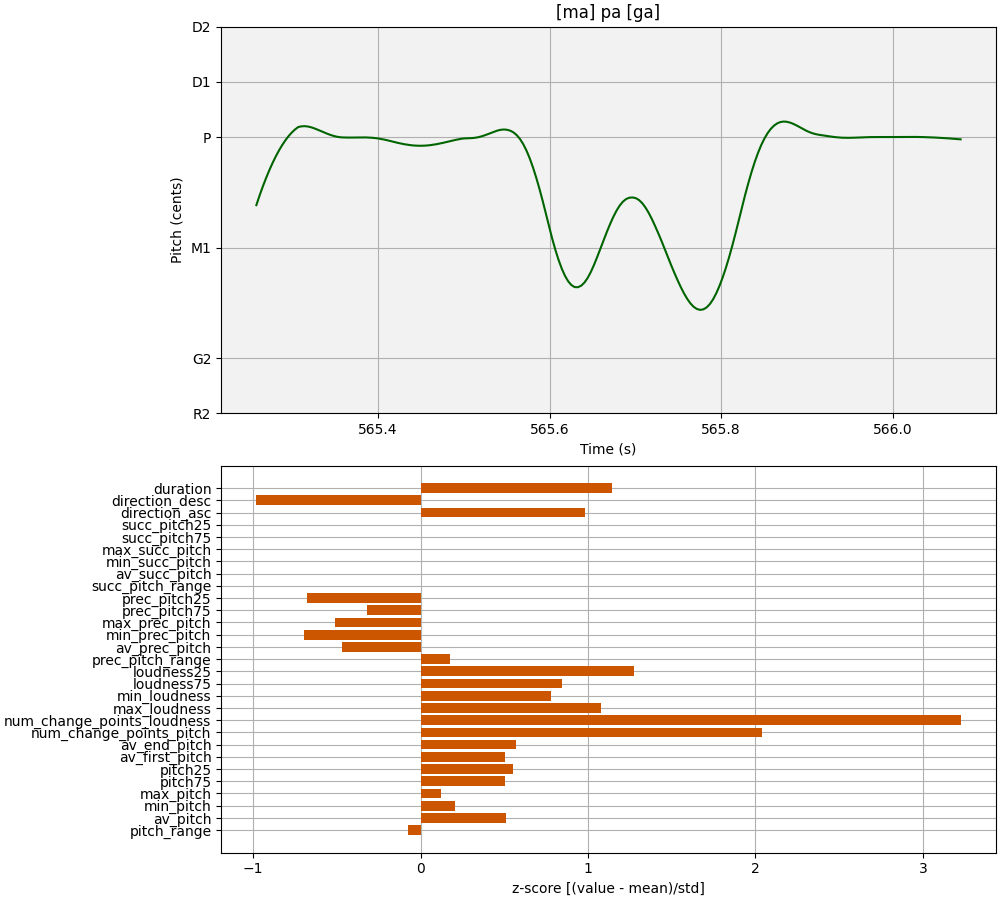 [ma] pa [ga]
D2
D1
P
M1
G2
R2
Pitch (cents)
565.4 565.6 565.8 566.0
Time (s)
duration
direction_desc
direction_asc
succ_pitch25
succ_pitch75
max_succ_pitch
min_succ_pitch
av_succ_pitch
succ_pitch_range
prec_pitch25
prec_pitch75
max_prec_pitch
min_prec_pitch
av_prec_pitch
prec_pitch_range
loudness25
loudness75
min_loudness
max_loudness
num_change_points_loudness
num_change_points_pitch
av_end_pitch
av_first_pitch
pitch25
pitch75
max_pitch
min_pitch
av_pitch
pitch_range
−1 0 1 2 3
z-score [(value - mean)/std]